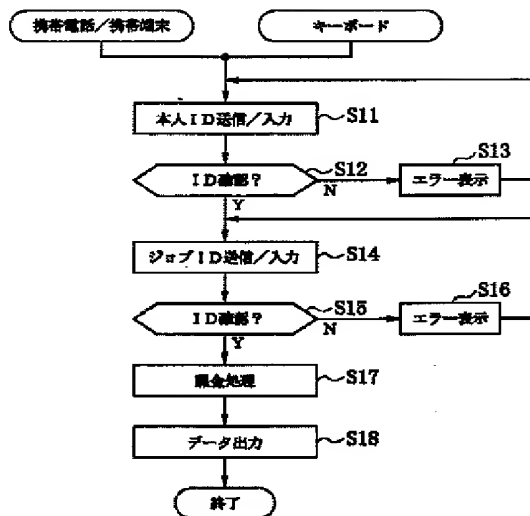 携帯電話／携帯端末
キーボード
本人ID送信／入力
S11
ID確認?
S12
N
Y
エラー表示
S13
ジョブID送信／入力
S14
ID確認?
S15
N
Y
エラー表示
S16
課金処理
S17
データ出力
S18
終了